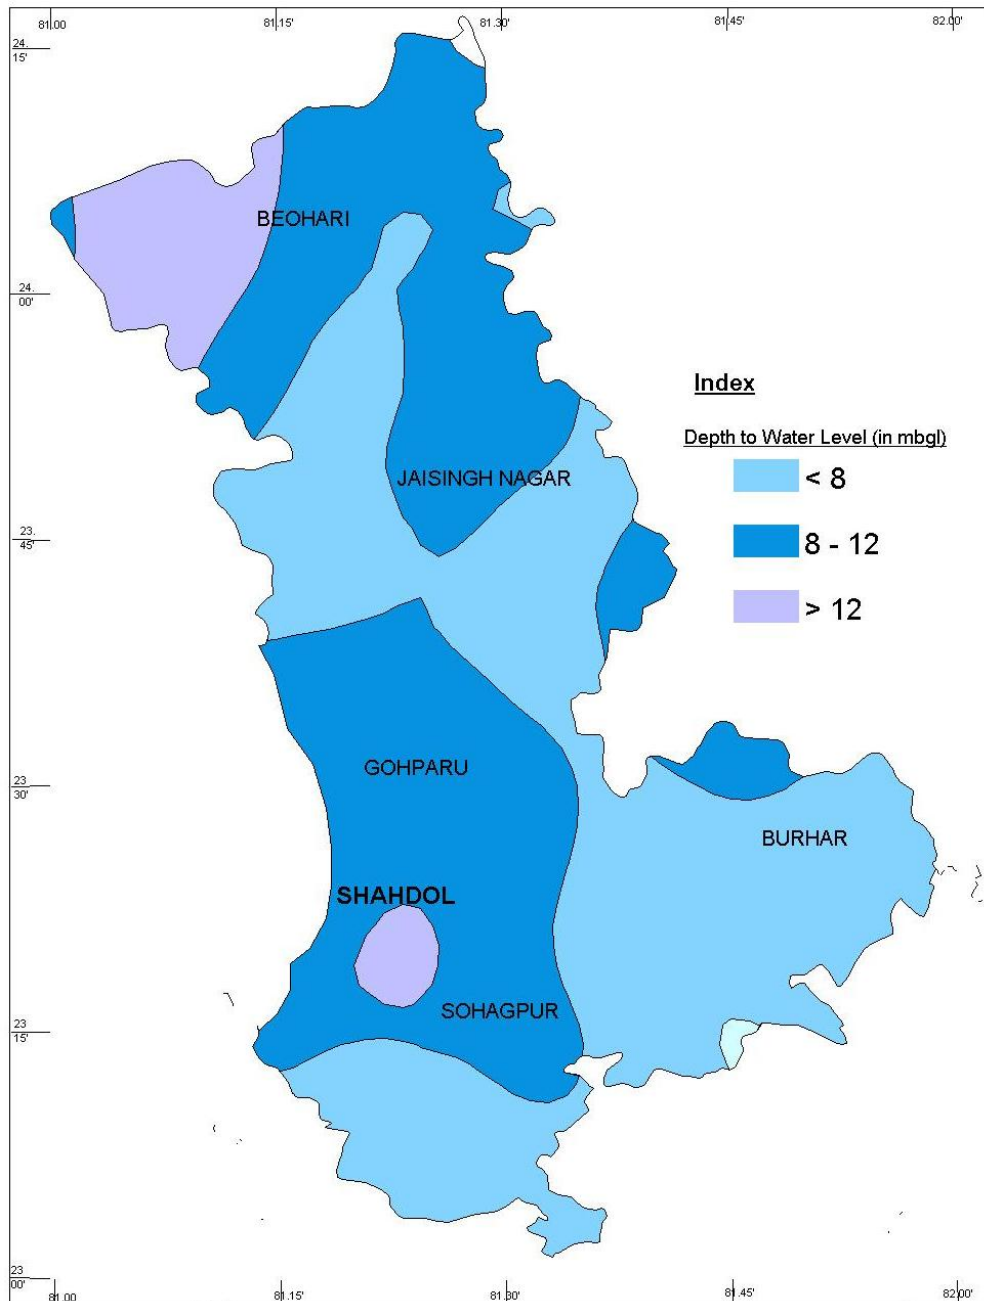 81.00 81.15' 81.30' 81.45' 82.00'
24.
15'
BEOHARI
24.
00'
Index
Depth to Water Level (in mbgl)
JAISINGH NAGAR
< 8
23
45'
8 - 12
> 12
GOHPARU
23
30'
BURHAR
SHAHDOL
SOHAGPUR
23
15'
23
00'
81.00 81.15' 81.30' 81.45' 82.00'